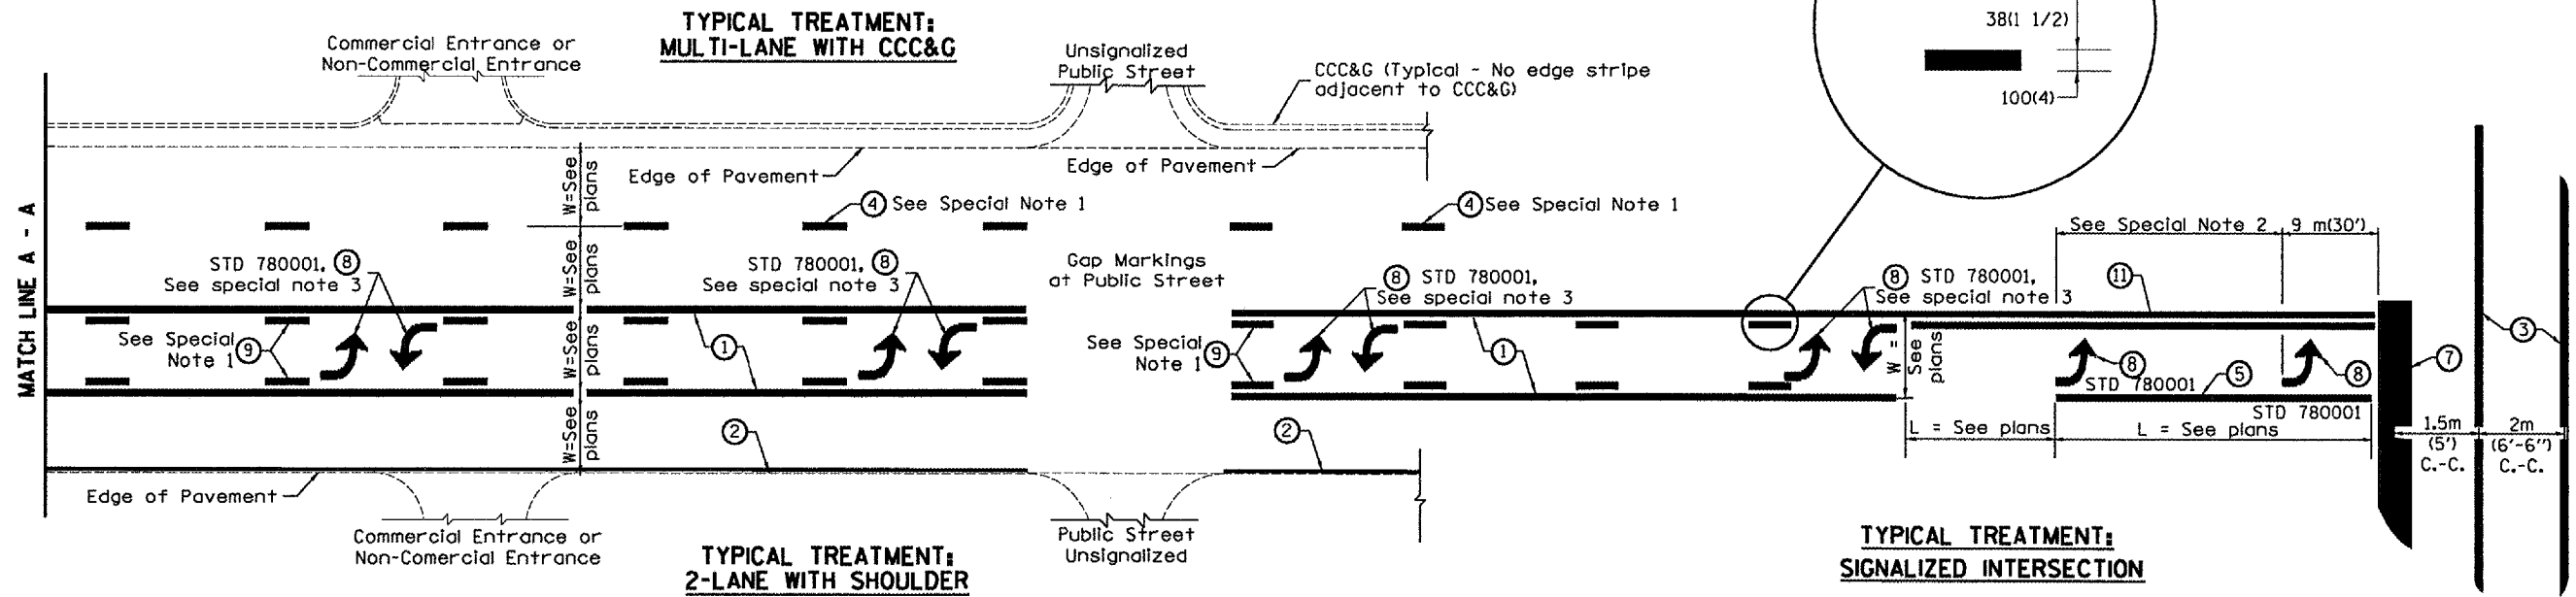 TYPICAL TREATMENT:
MULTI-LANE WITH CCC&G
Commercial Entrance or
Non-Commercial Entrance
Unsignalized
Public Street
CCC&G (Typical - No edge stripe
adjacent to CCC&G)
38(1 1/2)
100(4)
Edge of Pavement
Edge of Pavement
W=See
plans
MATCH LINE A - A
4 See Special Note 1
4 See Special Note 1
W=See
plans
STD 780001, 8
See special note 3
STD 780001, 8
See special note 3
Gap Markings
at Public Street
8 STD 780001,
See special note 3
8 STD 780001,
See special note 3
See Special Note 2
9 m(30')
11
See Special
Note 1
9
W=See
plans
1
See Special
Note 1
9
1
W =
See
plans
8
STD 780001
5
8
7
3
STD 780001
W=See
plans
2
2
L = See plans
L = See plans
1.5m
(5')
C.-C.
2m
(6'-6")
C.-C.
Edge of Pavement
Commercial Entrance or
Non-Comercial Entrance
Public Street
Unsignalized
TYPICAL TREATMENT:
2-LANE WITH SHOULDER
TYPICAL TREATMENT:
SIGNALIZED INTERSECTION